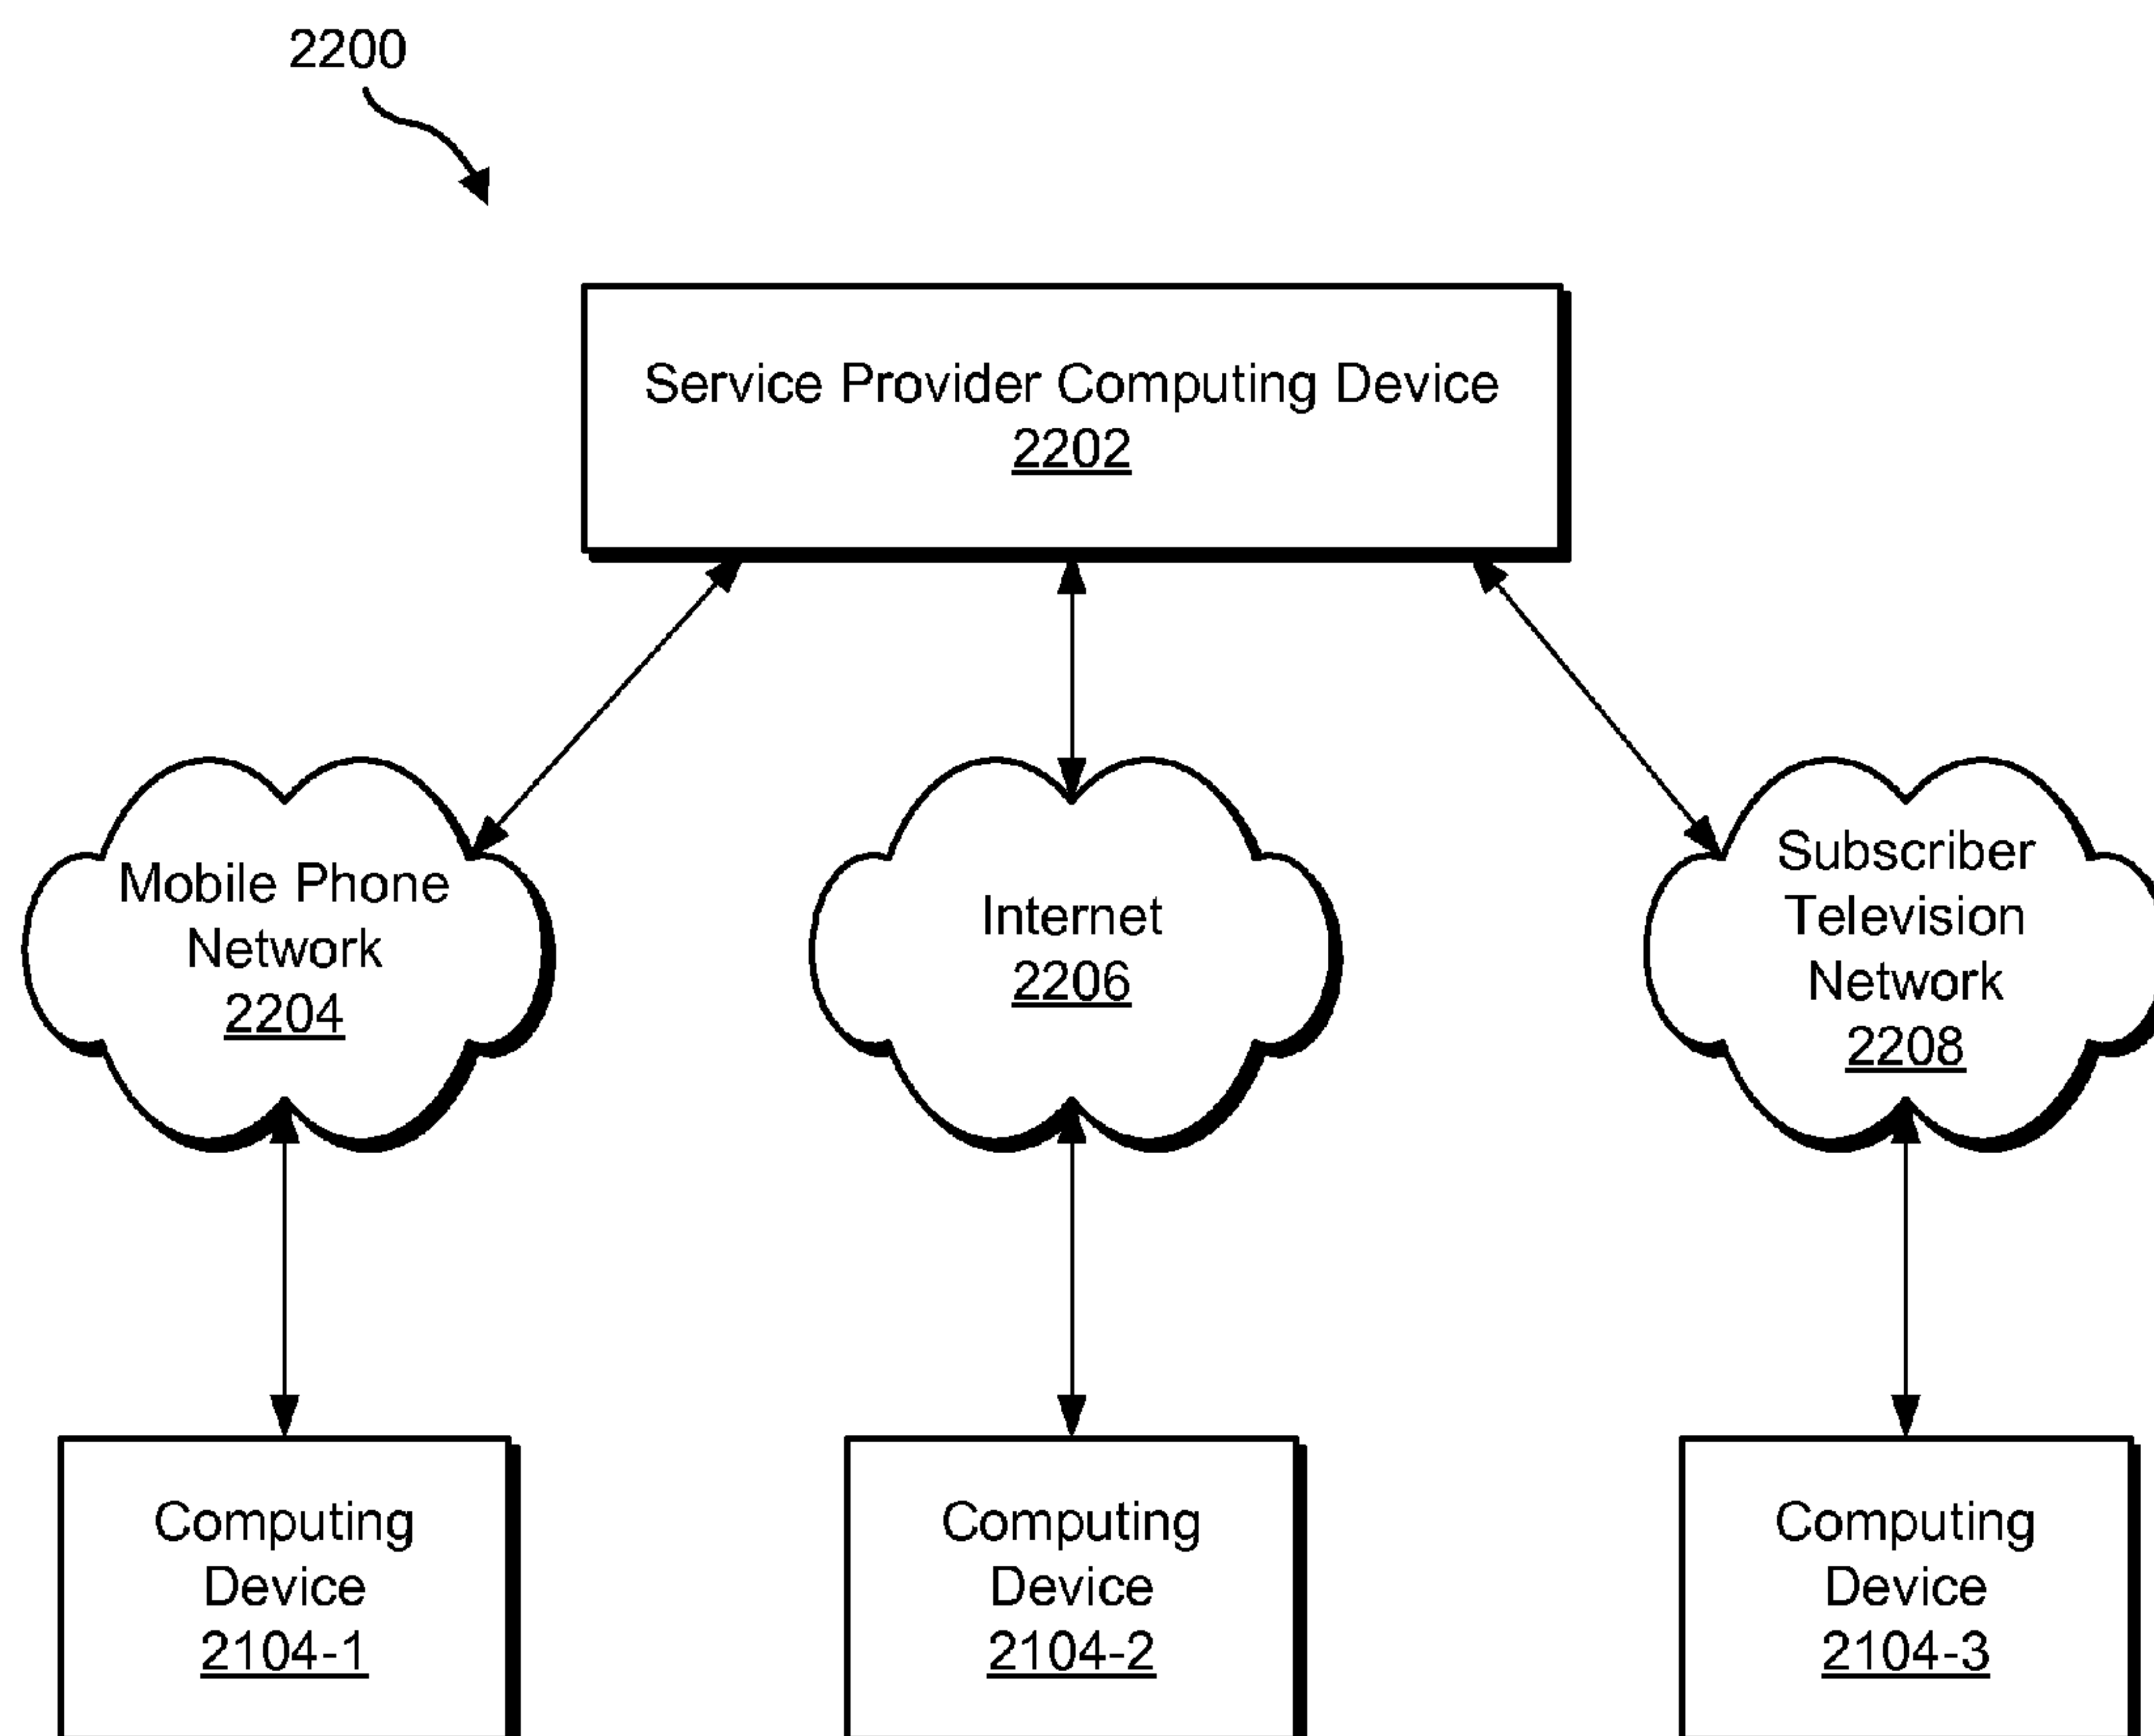 2200
Service Provider Computing Device
2202
Mobile Phone
Network
2204
Internet
2206
Subscriber
Television
Network
2208
Computing
Device
2104-1
Computing
Device
2104-2
Computing
Device
2104-3